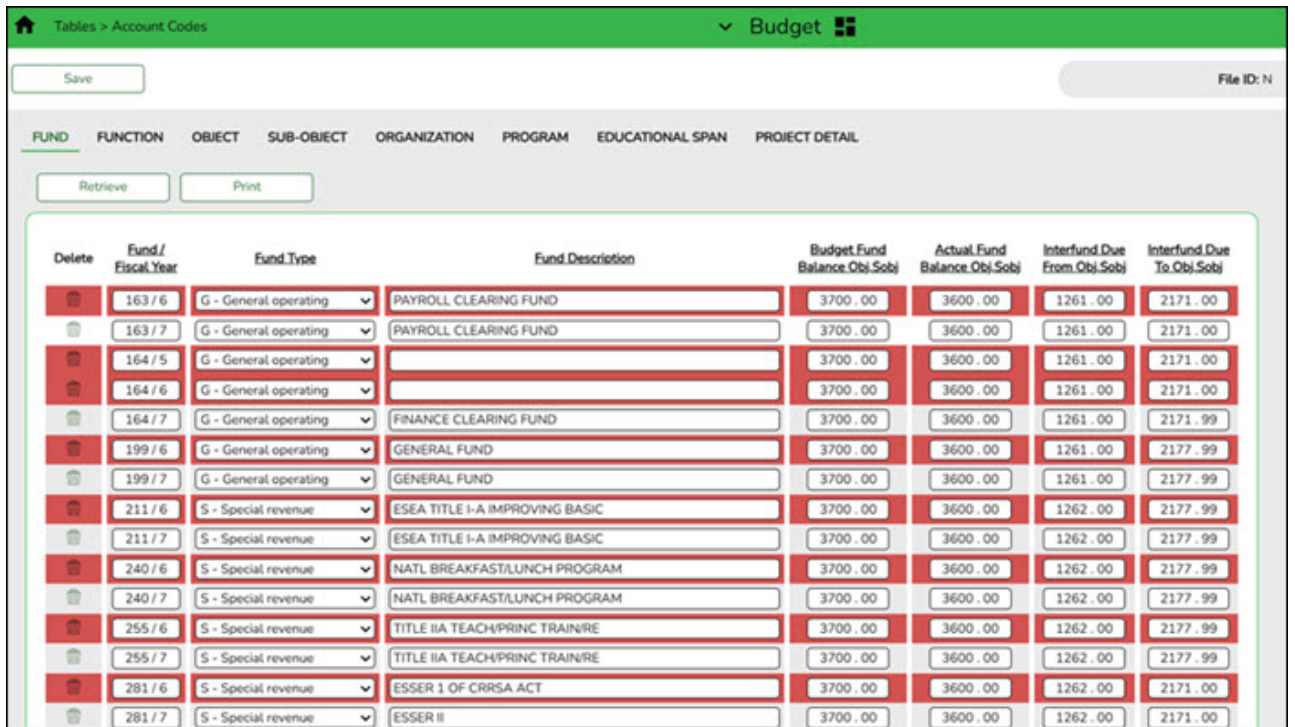 Tables > Account Codes
Budget
Save
File ID: N
FUND FUNCTION OBJECT SUB-OBJECT ORGANIZATION PROGRAM EDUCATIONAL SPAN PROJECT DETAIL
Retrieve Print
Delete Fund / Fiscal Year Fund Type Fund Description Budget Fund Balance Obj.Sobj Actual Fund Balance Obj.Sobj Interfund Due From Obj.Sobj Interfund Due To Obj.Sobj
163 / 6 G - General operating PAYROLL CLEARING FUND 3700 . 00 3600 . 00 1261 . 00 2171 . 00
163 / 7 G - General operating PAYROLL CLEARING FUND 3700 . 00 3600 . 00 1261 . 00 2171 . 00
164 / 5 G - General operating 3700 . 00 3600 . 00 1261 . 00 2171 . 00
164 / 6 G - General operating 3700 . 00 3600 . 00 1261 . 00 2171 . 00
164 / 7 G - General operating FINANCE CLEARING FUND 3700 . 00 3600 . 00 1261 . 00 2171 . 99
199 / 6 G - General operating GENERAL FUND 3700 . 00 3600 . 00 1261 . 00 2177 . 99
199 / 7 G - General operating GENERAL FUND 3700 . 00 3600 . 00 1261 . 00 2177 . 99
211 / 6 S - Special revenue ESEA TITLE I-A IMPROVING BASIC 3700 . 00 3600 . 00 1262 . 00 2177 . 99
211 / 7 S - Special revenue ESEA TITLE I-A IMPROVING BASIC 3700 . 00 3600 . 00 1262 . 00 2177 . 99
240 / 6 S - Special revenue NATL BREAKFAST/LUNCH PROGRAM 3700 . 00 3600 . 00 1262 . 00 2177 . 99
240 / 7 S - Special revenue NATL BREAKFAST/LUNCH PROGRAM 3700 . 00 3600 . 00 1262 . 00 2177 . 99
255 / 6 S - Special revenue TITLE IIA TEACH/PRINC TRAIN/RE 3700 . 00 3600 . 00 1262 . 00 2177 . 99
255 / 7 S - Special revenue TITLE IIA TEACH/PRINC TRAIN/RE 3700 . 00 3600 . 00 1262 . 00 2177 . 99
281 / 6 S - Special revenue ESSER 1 OF CRRSA ACT 3700 . 00 3600 . 00 1262 . 00 2171 . 00
281 / 7 S - Special revenue ESSER II 3700 . 00 3600 . 00 1262 . 00 2171 . 00